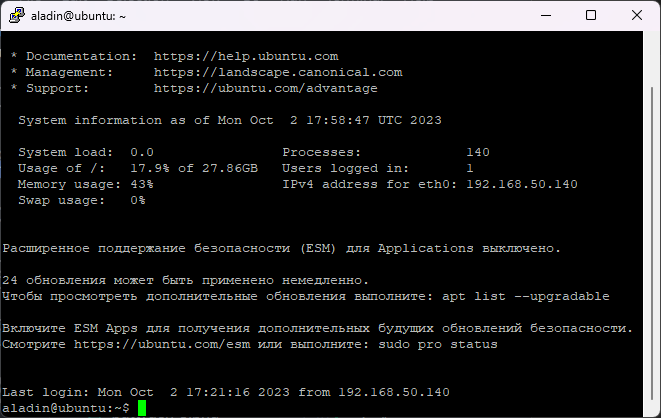 aladin@ubuntu: ~
* Documentation:  https://help.ubuntu.com
* Management:     https://landscape.canonical.com
* Support:        https://ubuntu.com/advantage
System information as of Mon Oct  2 17:58:47 UTC 2023
System load:  0.0                Processes:              140
Usage of /:   17.9% of 27.86GB   Users logged in:        1
Memory usage: 43%                IPv4 address for eth0: 192.168.50.140
Swap usage:   0%
Расширенное поддержание безопасности (ESM) для Applications выключено.
24 обновления может быть применено немедленно.
Чтобы просмотреть дополнительные обновления выполните: apt list --upgradable
Включите ESM Apps для получения дополнительных будущих обновлений безопасности.
Смотрите https://ubuntu.com/esm или выполните: sudo pro status
Last login: Mon Oct  2 17:21:16 2023 from 192.168.50.140
aladin@ubuntu:~$